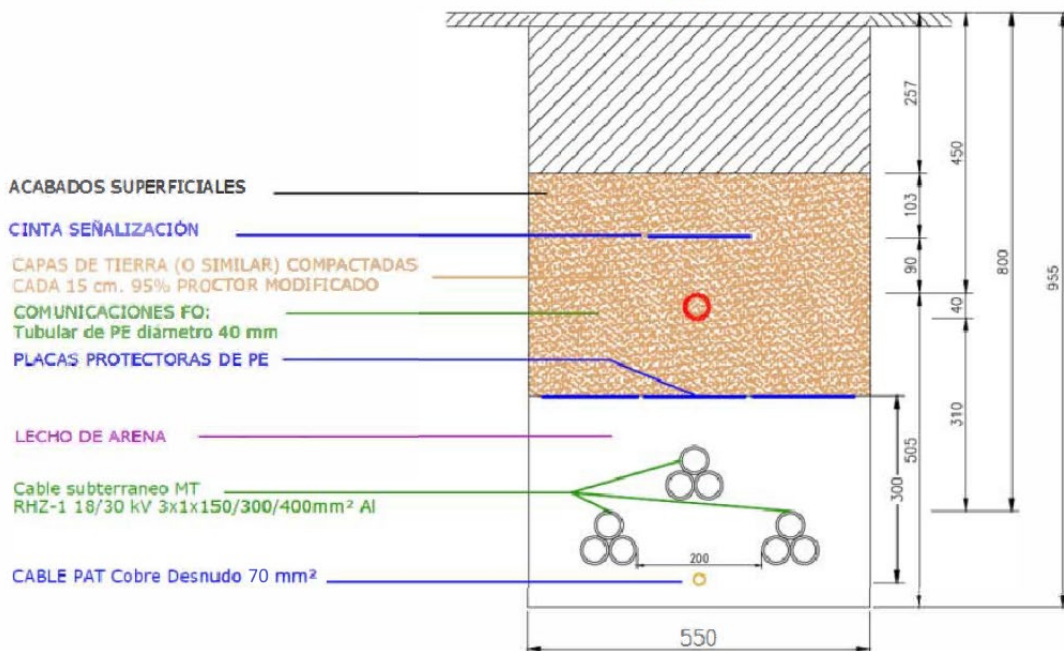 ACABADOS SUPERFICIALES
CINTA SEÑALIZACIÓN
CAPAS DE TIERRA (O SIMILAR) COMPACTADAS
CADA 15 cm. 95% PROCTOR MODIFICADO
COMUNICACIONES FO:
Tubular de PE diámetro 40 mm
PLACAS PROTECTORAS DE PE
LECHO DE ARENA
Cable subterraneo MT
RHZ-1 18/30 kV 3x1x150/300/400mm² Al
CABLE PAT Cobre Desnudo 70 mm²
200
550
257
103
90
505
300
450
40
310
800
955